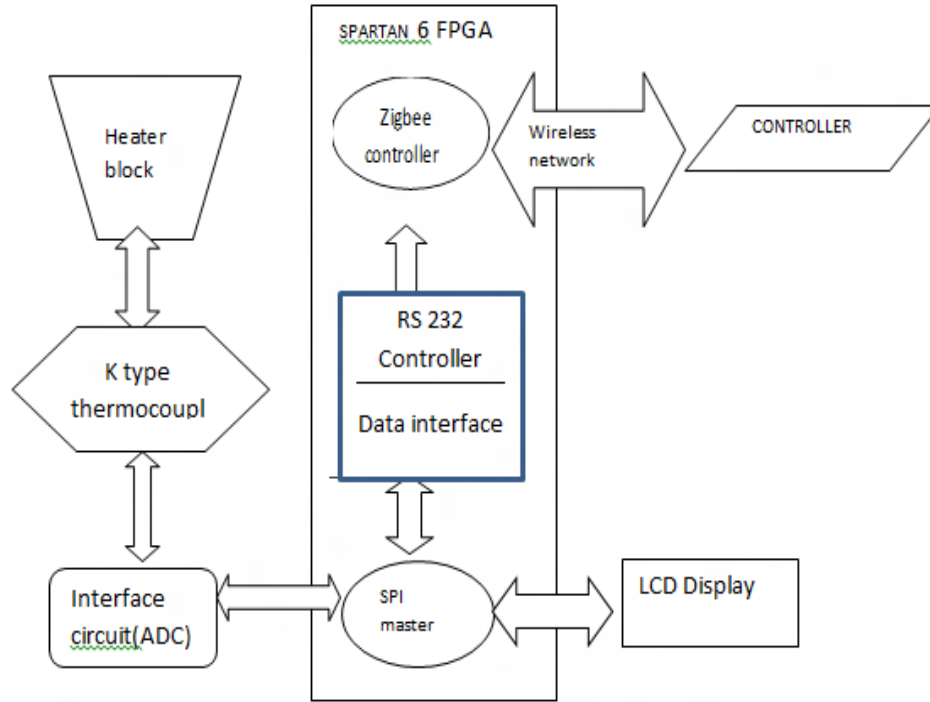 SPARTAN 6 FPGA
Heater
block
Zigbee
controller
Wireless
network
CONTROLLER
RS 232
Controller
Data interface
K type
thermocoupl
Interface
circuit(ADC)
SPI
master
LCD Display